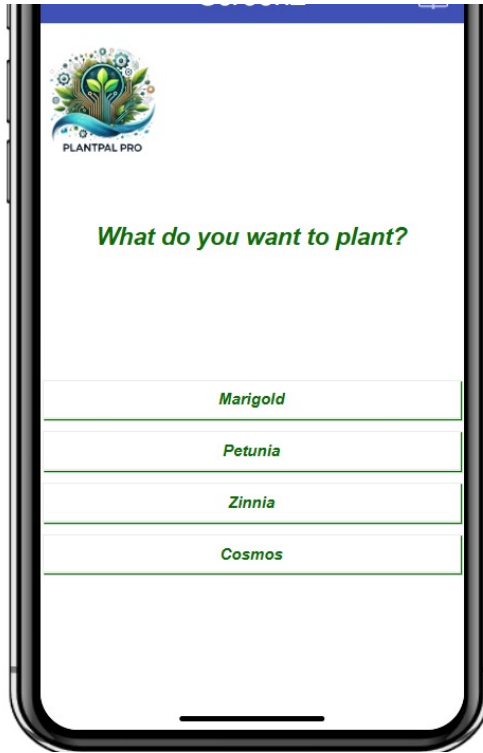 PLANTPAL PRO
What do you want to plant?
Marigold
Petunia
Zinnia
Cosmos